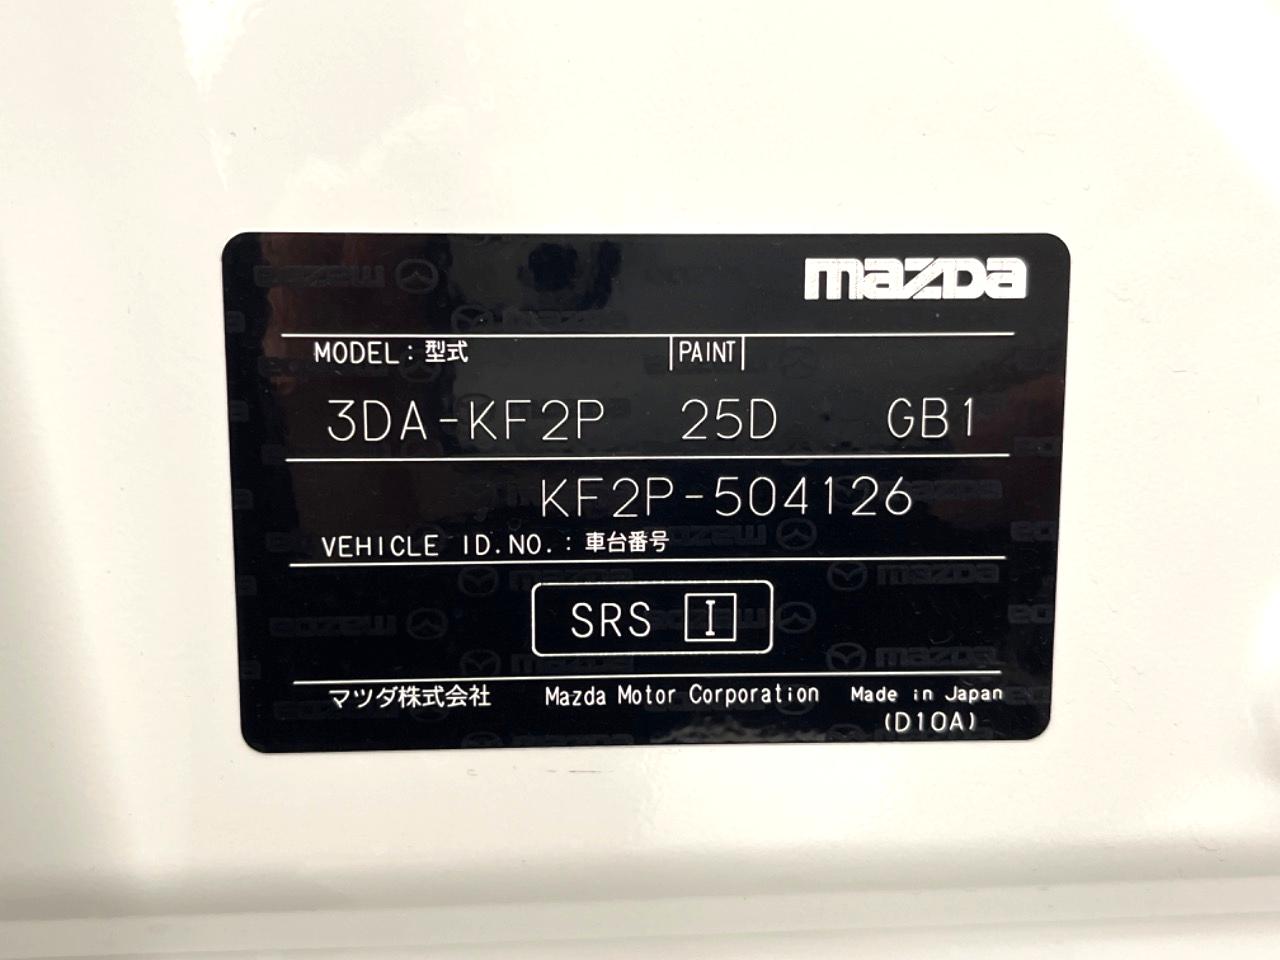 mazda
MODEL : 型式 PAINT
3DA-KF2P 25D GB1
KF2P-504126
VEHICLE ID.NO. : 車台番号
SRS I
マツダ株式会社 Mazda Motor Corporation Made in Japan
(D10A)